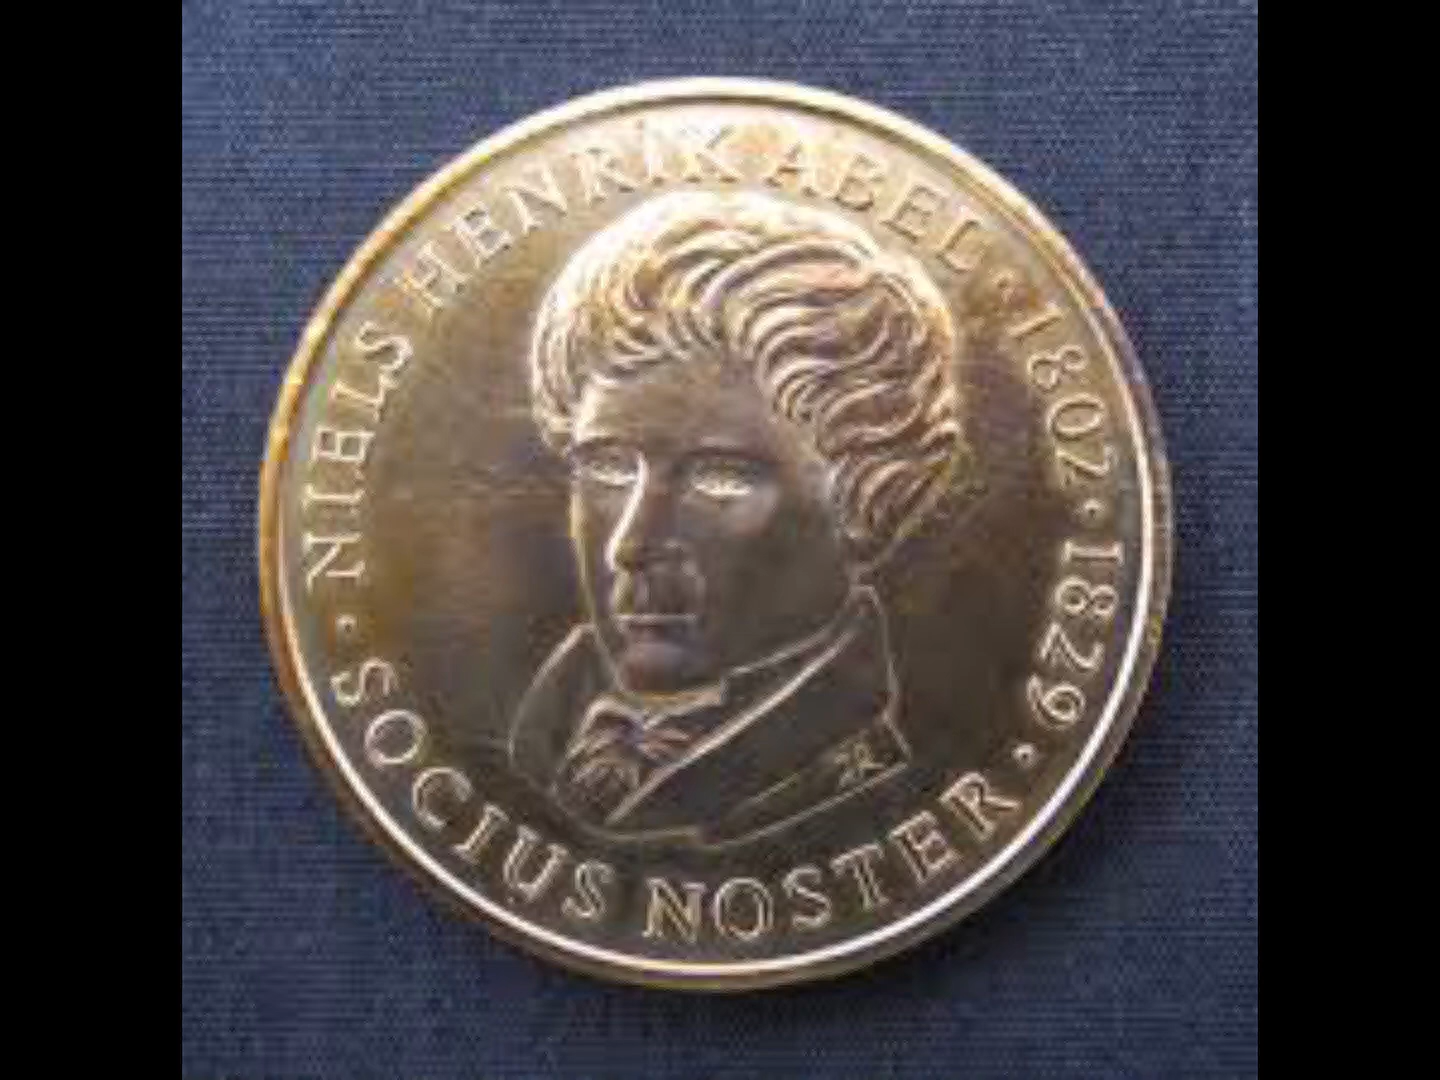 NIELS HENRIK ABEL · 1802 · 1829 ·
SOCIUS NOSTER ·